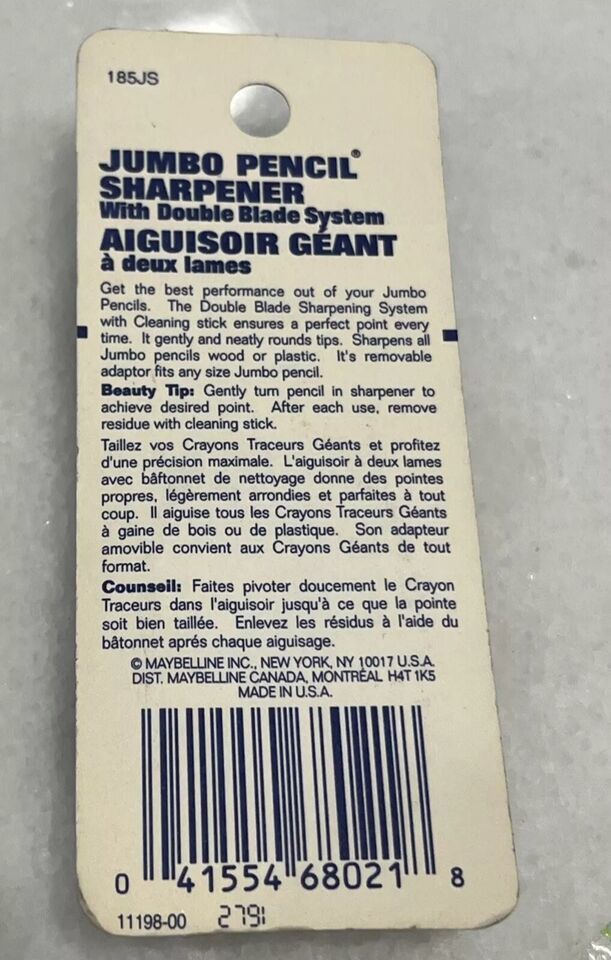 185JS
JUMBO PENCIL®
SHARPENER
With Double Blade System
AIGUISOIR GÉANT
à deux lames
Get the best performance out of your Jumbo
Pencils. The Double Blade Sharpening System
with Cleaning stick ensures a perfect point every
time. It gently and neatly rounds tips. Sharpens all
Jumbo pencils wood or plastic. It's removable
adaptor fits any size Jumbo pencil.
Beauty Tip: Gently turn pencil in sharpener to
achieve desired point. After each use, remove
residue with cleaning stick.
Taillez vos Crayons Traceurs Géants et profitez
d'une précision maximale. L'aiguisoir à deux lames
avec bâftonnet de nettoyage donne des pointes
propres, légèrement arrondies et parfaites à tout
coup. Il aiguise tous les Crayons Traceurs Géants
à gaine de bois ou de plastique. Son adapteur
amovible convient aux Crayons Géants de tout
format.
Counseil: Faites pivoter doucement le Crayon
Traceurs dans l'aiguisoir jusqu'à ce que la pointe
soit bien taillée. Enlevez les résidus à l'aide du
bâtonnet aprés chaque aiguisage.
© MAYBELLINE INC., NEW YORK, NY 10017 U.S.A.
DIST. MAYBELLINE CANADA, MONTRÉAL H4T 1K5
MADE IN U.S.A.
0 41554 68021 8
11198-00 2791